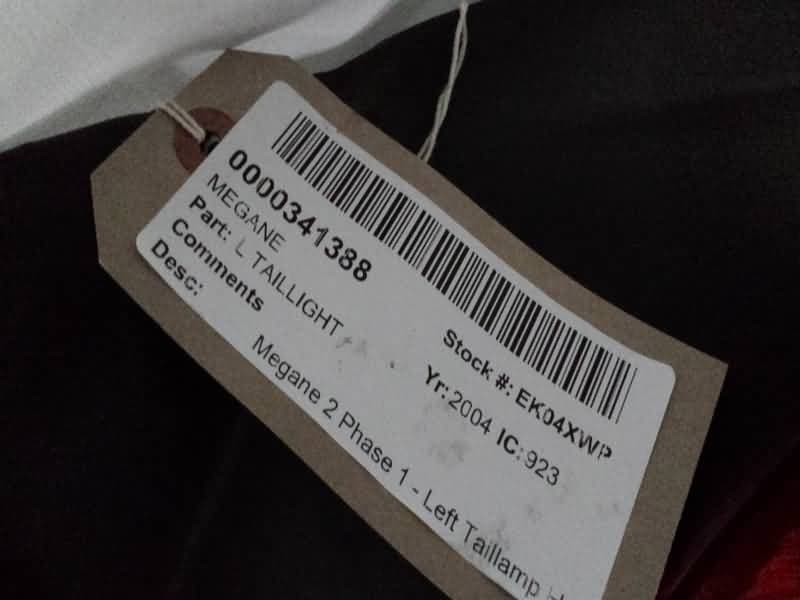 0000341388
MEGANE
Stock #: EK04XWP
Part: L TAILLIGHT
Yr: 2004 IC: 923
Comments
Desc:
Megane 2 Phase 1 - Left Taillamp